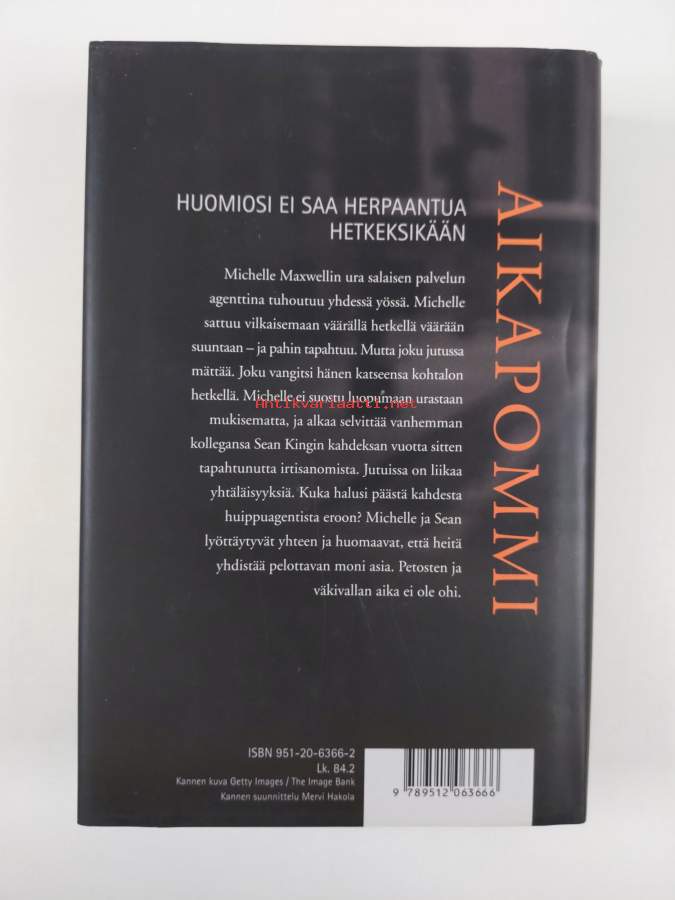 HUOMIOSI EI SAA HERPAANTUA
HETKEKSIKÄÄN
Michelle Maxwellin ura salaisen palvelun
agenttina tuhoutuu yhdessä yössä. Michelle
sattuu vilkaisemaan väärällä hetkellä väärään
suuntaan – ja pahin tapahtuu. Mutta joku jutussa
mättää. Joku vangitsi hänen katseensa kohtalon
hetkellä. Michelle ei suostu luopumaan urastaan
Antikvariaatti.net
mukisematta, ja alkaa selvittää vanhemman
kollegansa Sean Kingin kahdeksan vuotta sitten
tapahtunutta irtisanomista. Jutuissa on liikaa
yhtäläisyyksiä. Kuka halusi päästä kahdesta
huippuagentista eroon? Michelle ja Sean
lyöttäytyvät yhteen ja huomaavat, että heitä
yhdistää pelottavan moni asia. Petosten ja
väkivallan aika ei ole ohi.
AIKAPOMMI
ISBN 951-20-6366-2
Lk. 84.2
Kannen kuva Getty Images / The Image Bank
Kannen suunnittelu Mervi Hakola
9 789512 063666